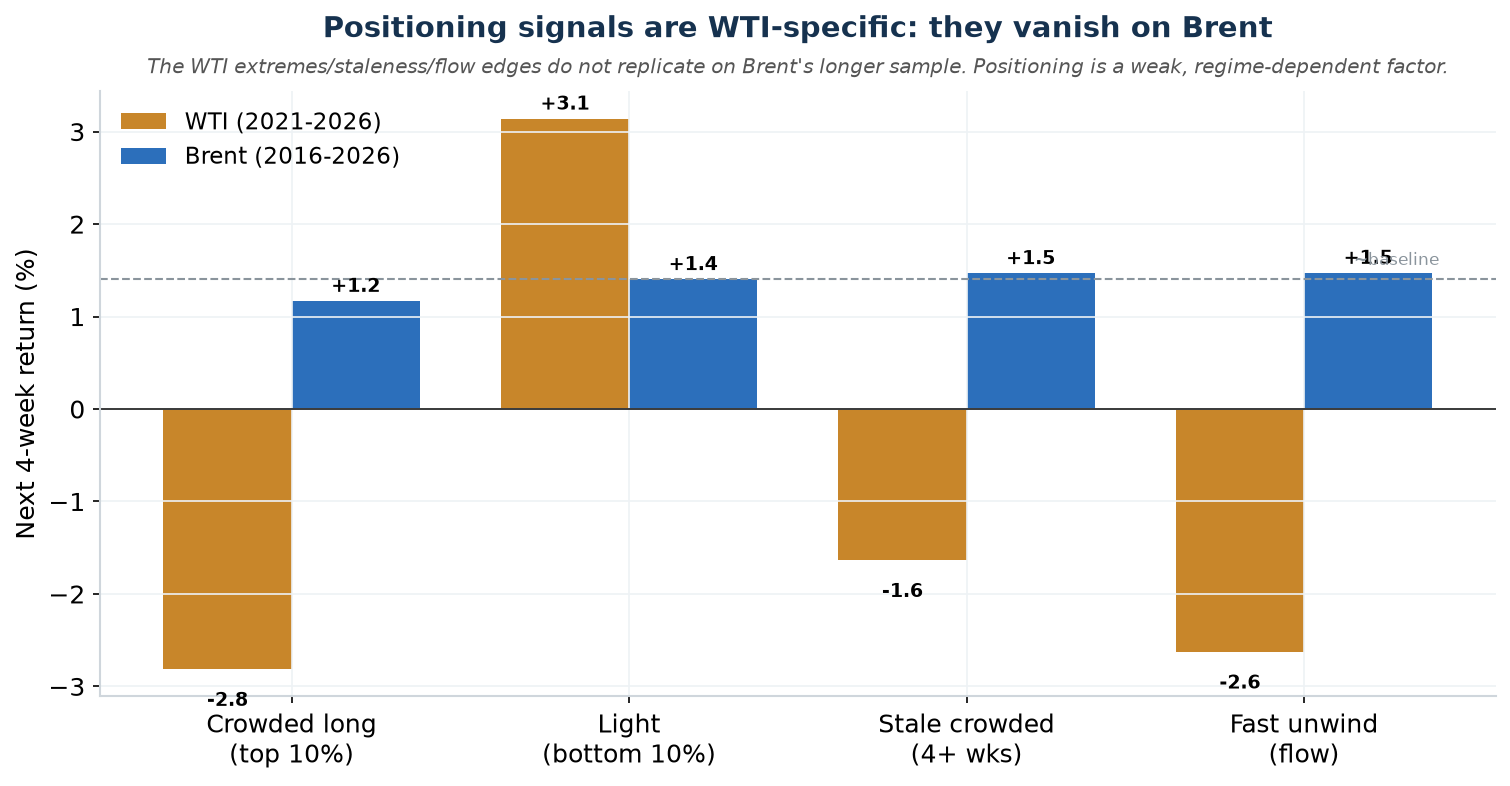 Positioning signals are WTI-specific: they vanish on Brent
The WTI extremes/staleness/flow edges do not replicate on Brent's longer sample. Positioning is a weak, regime-dependent factor.
WTI (2021-2026)
Brent (2016-2026)
Next 4-week return (%)
3
2
1
0
−1
−2
−3
-2.8
+1.2
+3.1
+1.4
-1.6
+1.5
-2.6
+1.5
~baseline
Crowded long
(top 10%)
Light
(bottom 10%)
Stale crowded
(4+ wks)
Fast unwind
(flow)